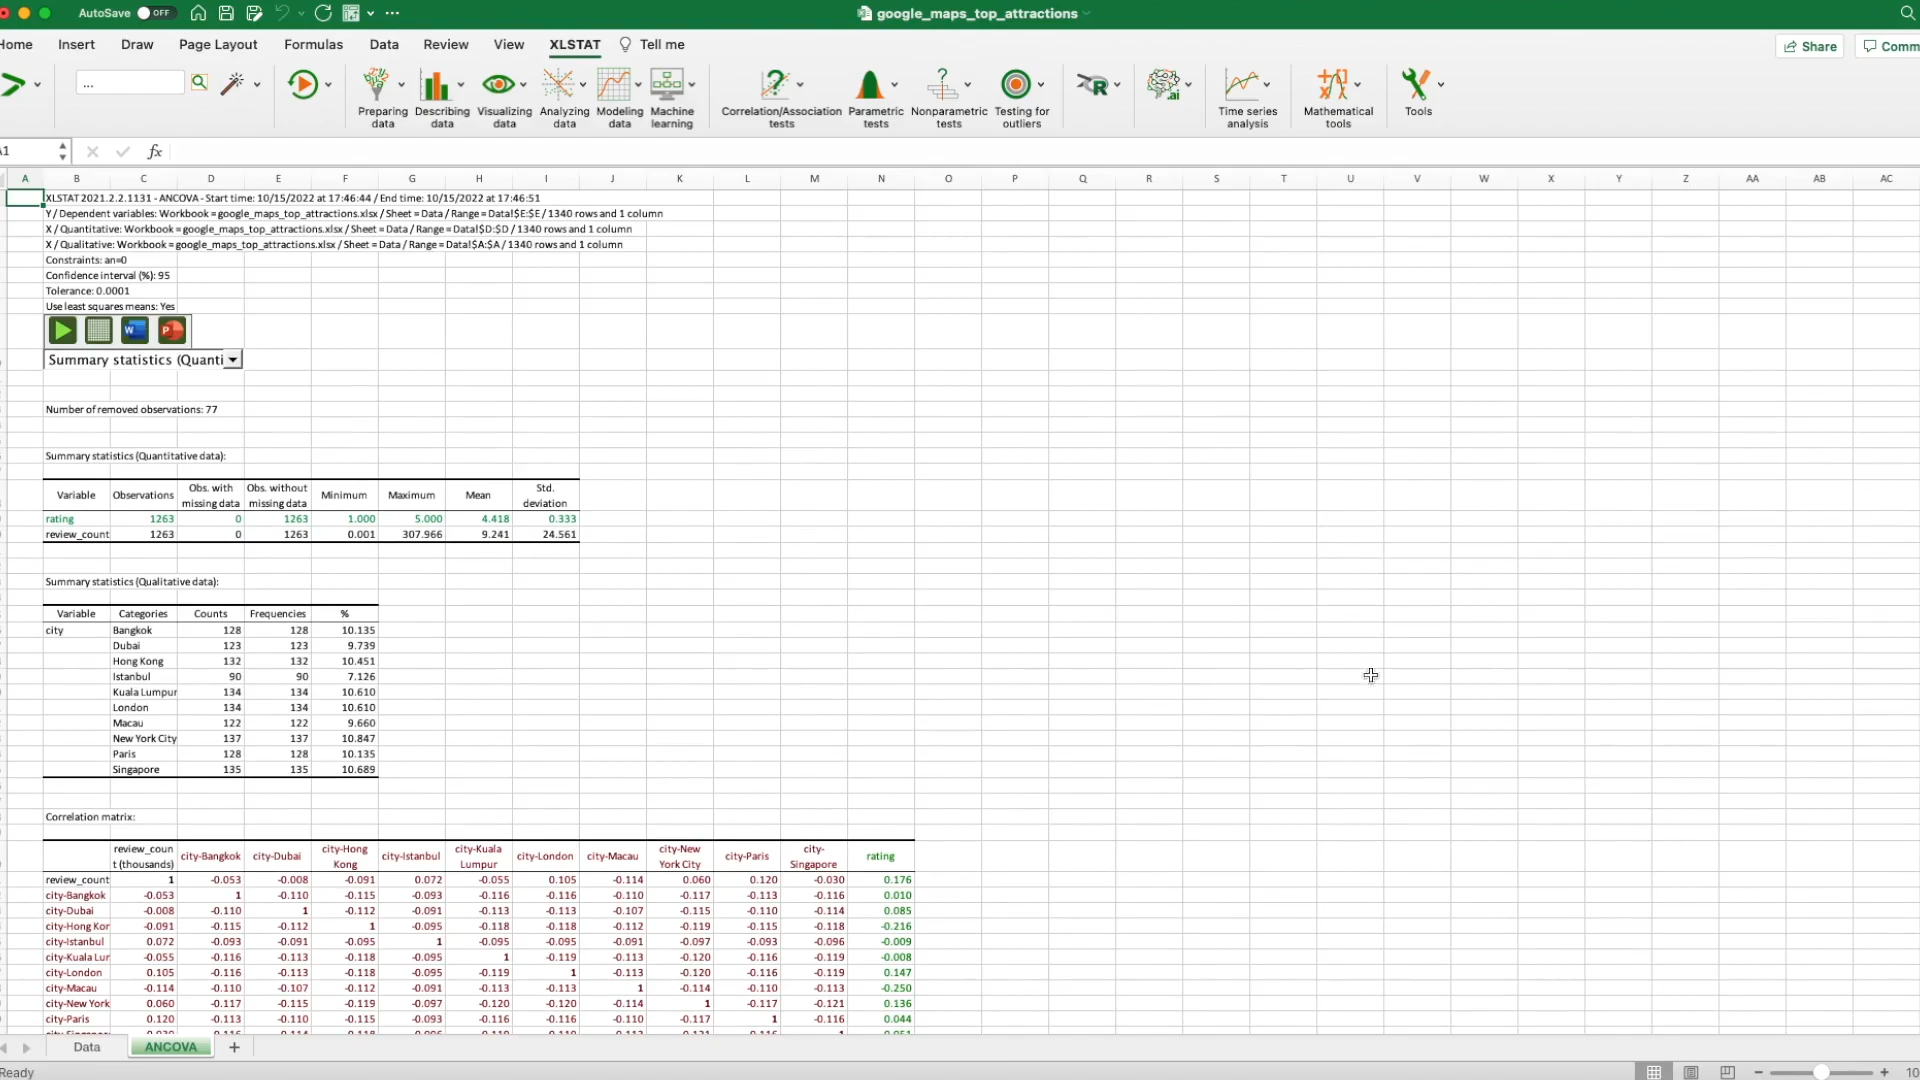 AutoSave OFF google_maps_top_attractions
Home Insert Draw Page Layout Formulas Data Review View XLSTAT Tell me Share
...
Preparing data Describing data Visualizing data Analyzing data Modeling data Machine learning Correlation/Association tests Parametric tests Nonparametric tests Testing for outliers R .ai Time series analysis Mathematical tools Tools
A1 fx
A B C D E F G H I J K L M N O P Q R S T U V W X Y Z AA AB AC
XLSTAT 2021.2.2.1131 - ANCOVA - Start time: 10/15/2022 at 17:46:44 / End time: 10/15/2022 at 17:46:51
Y / Dependent variables: Workbook = google_maps_top_attractions.xlsx / Sheet = Data / Range = Data!$E:$E / 1340 rows and 1 column
X / Quantitative: Workbook = google_maps_top_attractions.xlsx / Sheet = Data / Range = Data!$D:$D / 1340 rows and 1 column
X / Qualitative: Workbook = google_maps_top_attractions.xlsx / Sheet = Data / Range = Data!$A:$A / 1340 rows and 1 column
Constraints: an=0
Confidence interval (%): 95
Tolerance: 0.0001
Use least squares means: Yes
W P
Summary statistics (Quanti
Number of removed observations: 77
Summary statistics (Quantitative data):
Variable Observations Obs. with missing data Obs. without missing data Minimum Maximum Mean Std. deviation
rating 1263 0 1263 1.000 5.000 4.418 0.333
review_count 1263 0 1263 0.001 307.966 9.241 24.561
Summary statistics (Qualitative data):
Variable Categories Counts Frequencies %
city Bangkok 128 128 10.135
Dubai 123 123 9.739
Hong Kong 132 132 10.451
Istanbul 90 90 7.126
Kuala Lumpur 134 134 10.610
London 134 134 10.610
Macau 122 122 9.660
New York City 137 137 10.847
Paris 128 128 10.135
Singapore 135 135 10.689
Correlation matrix:
review_count (thousands) city-Bangkok city-Dubai city-Hong Kong city-Istanbul city-Kuala Lumpur city-London city-Macau city-New York City city-Paris city-Singapore rating
review_count 1 -0.053 -0.008 -0.091 0.072 -0.055 0.105 -0.114 0.060 0.120 -0.030 0.176
city-Bangkok -0.053 1 -0.110 -0.115 -0.093 -0.116 -0.116 -0.110 -0.117 -0.113 -0.116 0.010
city-Dubai -0.008 -0.110 1 -0.112 -0.091 -0.113 -0.113 -0.107 -0.115 -0.110 -0.114 0.085
city-Hong Kor -0.091 -0.115 -0.112 1 -0.095 -0.118 -0.118 -0.112 -0.119 -0.115 -0.118 -0.216
city-Istanbul 0.072 -0.093 -0.091 -0.095 1 -0.095 -0.095 -0.091 -0.097 -0.093 -0.096 -0.009
city-Kuala Lur -0.055 -0.116 -0.113 -0.118 -0.095 1 -0.119 -0.113 -0.120 -0.116 -0.119 -0.008
city-London 0.105 -0.116 -0.113 -0.118 -0.095 -0.119 1 -0.113 -0.120 -0.116 -0.119 0.147
city-Macau -0.114 -0.110 -0.107 -0.112 -0.091 -0.113 -0.113 1 -0.114 -0.110 -0.113 -0.250
city-New York 0.060 -0.117 -0.115 -0.119 -0.097 -0.120 -0.120 -0.114 1 -0.117 -0.121 0.136
city-Paris 0.120 -0.113 -0.110 -0.115 -0.093 -0.116 -0.116 -0.110 -0.117 1 -0.116 0.044
Data ANCOVA +
Ready